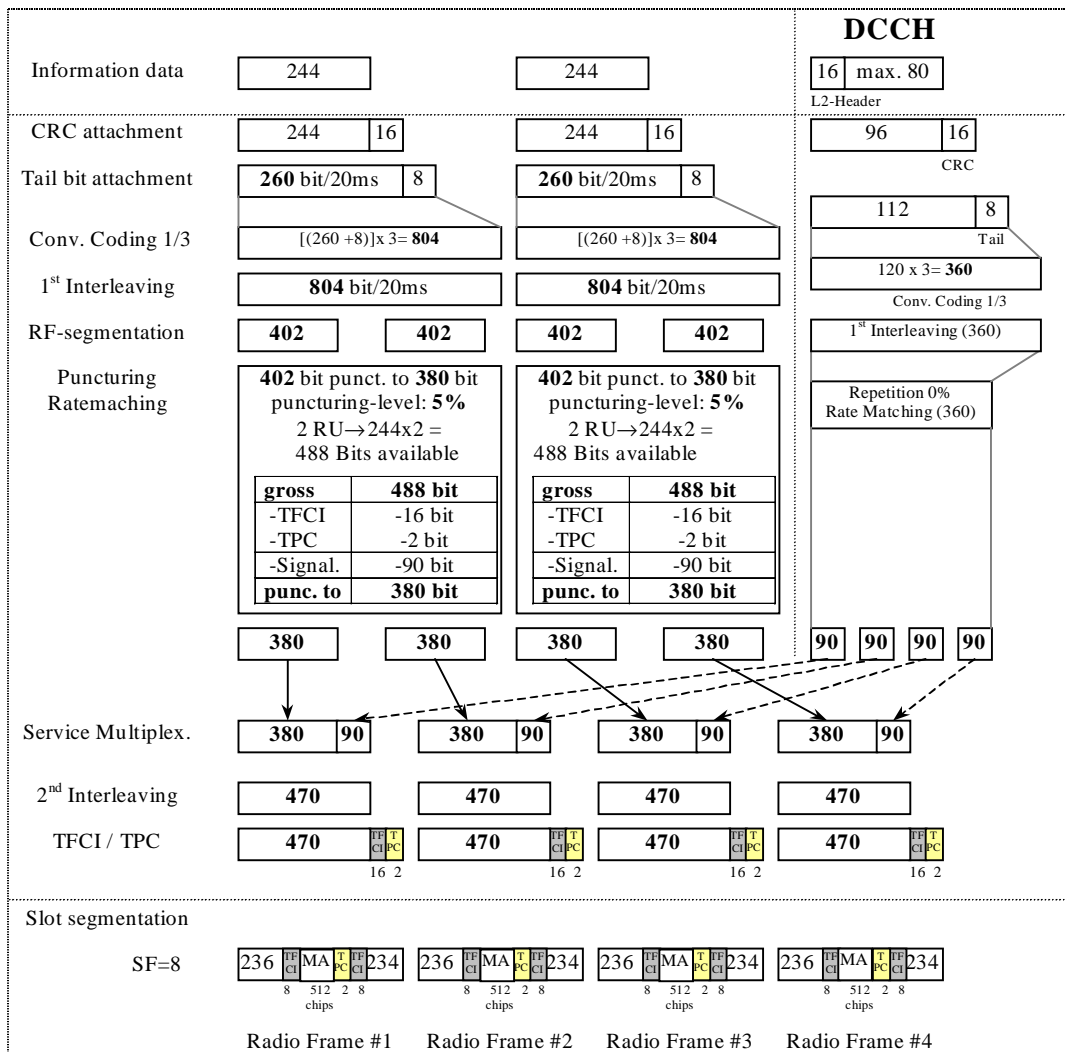 DCCH
Information data
244
244
16 max. 80
L2-Header
CRC attachment
244 16
244 16
96 16
CRC
Tail bit attachment
260 bit/20ms 8
260 bit/20ms 8
112 8
Tail
Conv. Coding 1/3
[(260 +8)]x 3= 804
[(260 +8)]x 3= 804
120 x 3= 360
Conv. Coding 1/3
1st Interleaving
804 bit/20ms
804 bit/20ms
1st Interleaving (360)
RF-segmentation
402 402 402 402
Puncturing
Ratemaching
402 bit punct. to 380 bit
puncturing-level: 5%
2 RU→244x2 =
488 Bits available
gross 488 bit
-TFCI -16 bit
-TPC -2 bit
-Signal. -90 bit
punc. to 380 bit
402 bit punct. to 380 bit
puncturing-level: 5%
2 RU→244x2 =
488 Bits available
gross 488 bit
-TFCI -16 bit
-TPC -2 bit
-Signal. -90 bit
punc. to 380 bit
Repetition 0%
Rate Matching (360)
380 380 380 380 90 90 90 90
Service Multiplex.
380 90 380 90 380 90 380 90
2nd Interleaving
470 470 470 470
TFCI / TPC
470 TF CI T PC 470 TF CI T PC 470 TF CI T PC 470 TF CI T PC
16 2 16 2 16 2 16 2
Slot segmentation
SF=8
236 TF CI MA T PC TF CI 234
8 512 2 8
chips
236 TF CI MA T PC TF CI 234
8 512 2 8
chips
236 TF CI MA T PC TF CI 234
8 512 2 8
chips
236 TF CI MA T PC TF CI 234
8 512 2 8
chips
Radio Frame #1 Radio Frame #2 Radio Frame #3 Radio Frame #4